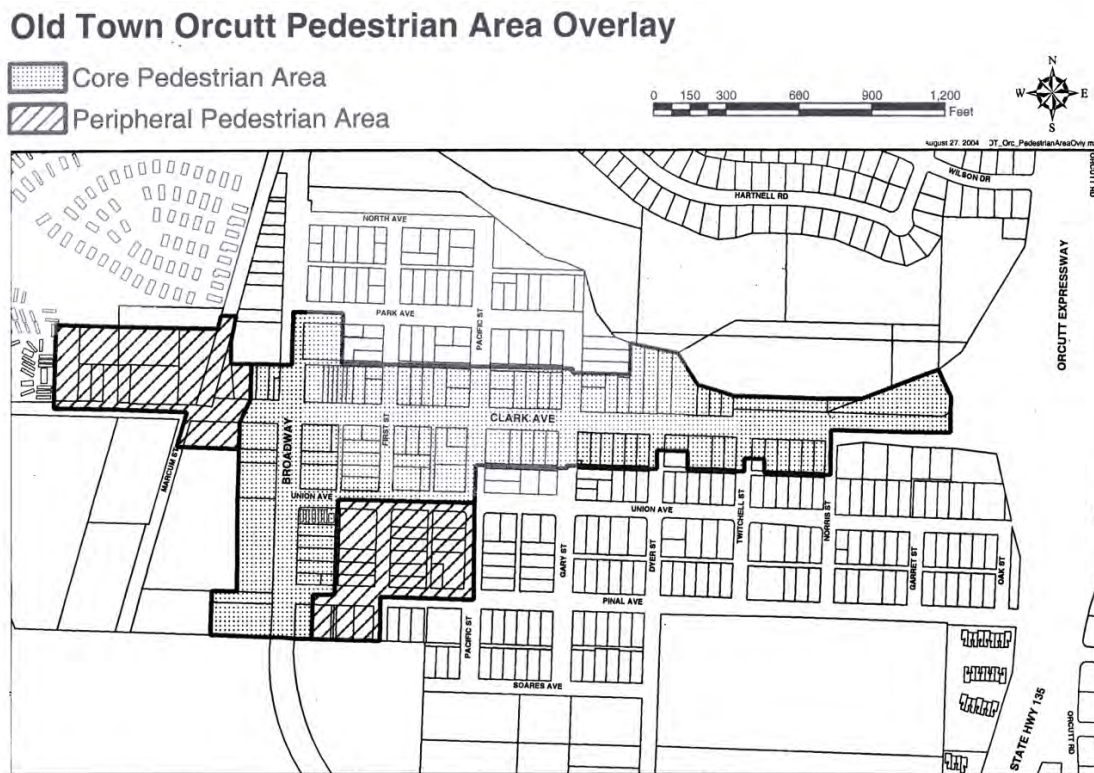 Old Town Orcutt Pedestrian Area Overlay
Core Pedestrian Area
Peripheral Pedestrian Area
0 150 300 600 900 1,200
Feet
N
W E
S
August 27, 2004
WILSON DR
ORCUTT RD
HARTNELL RD
NORTH AVE
ORCUTT EXPRESSWAY
PARK AVE
PACIFIC ST
CLARK AVE
BROADWAY
FIRST ST
MARCUM ST
UNION AVE
UNION AVE
TWITCHELL ST
NORRIS ST
GARY ST
DYER ST
GARRET ST
OAK ST
PINAL AVE
PACIFIC ST
SOARES AVE
STATE HWY 135
ORCUTT RD